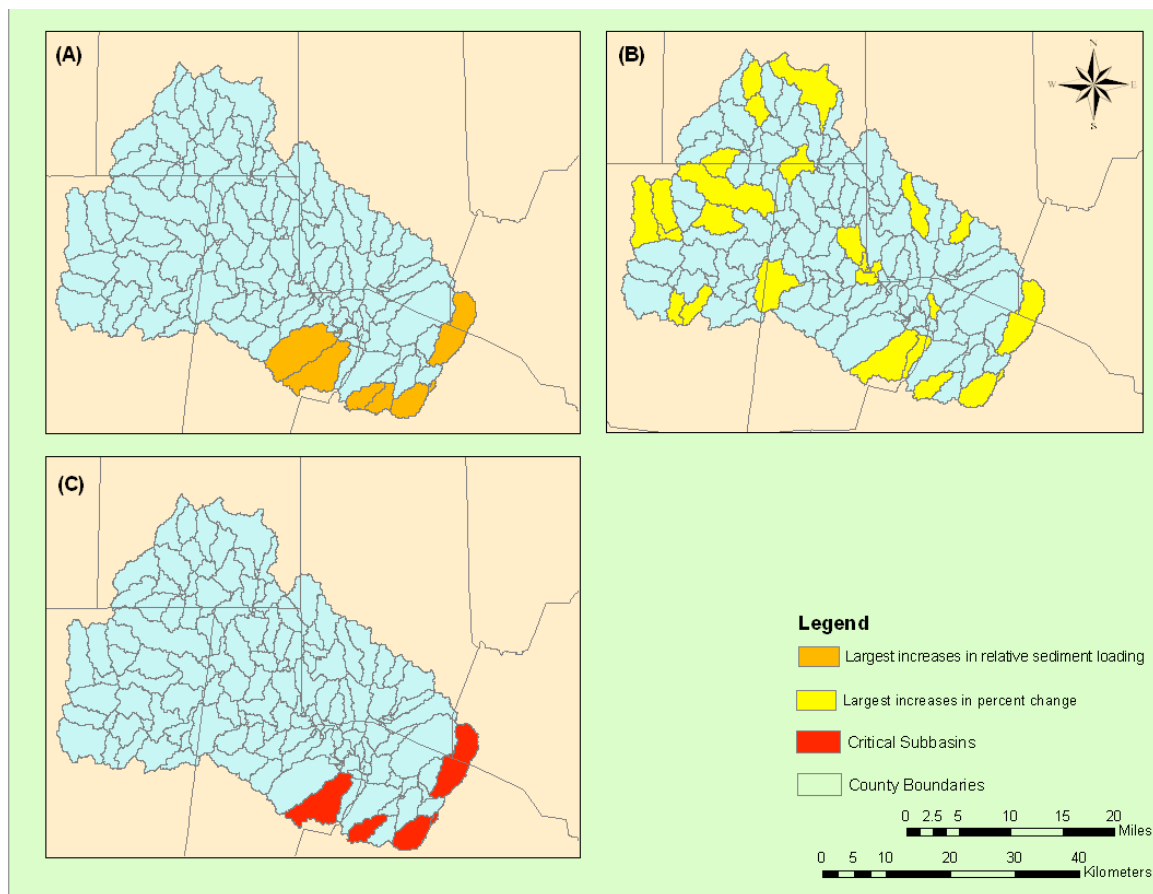 (A)
(B)
N
W E
S
(C)
Legend
Largest increases in relative sediment loading
Largest increases in percent change
Critical Subbasins
County Boundaries
0 2.5 5 10 15 20
Miles
0 5 10 20 30 40
Kilometers